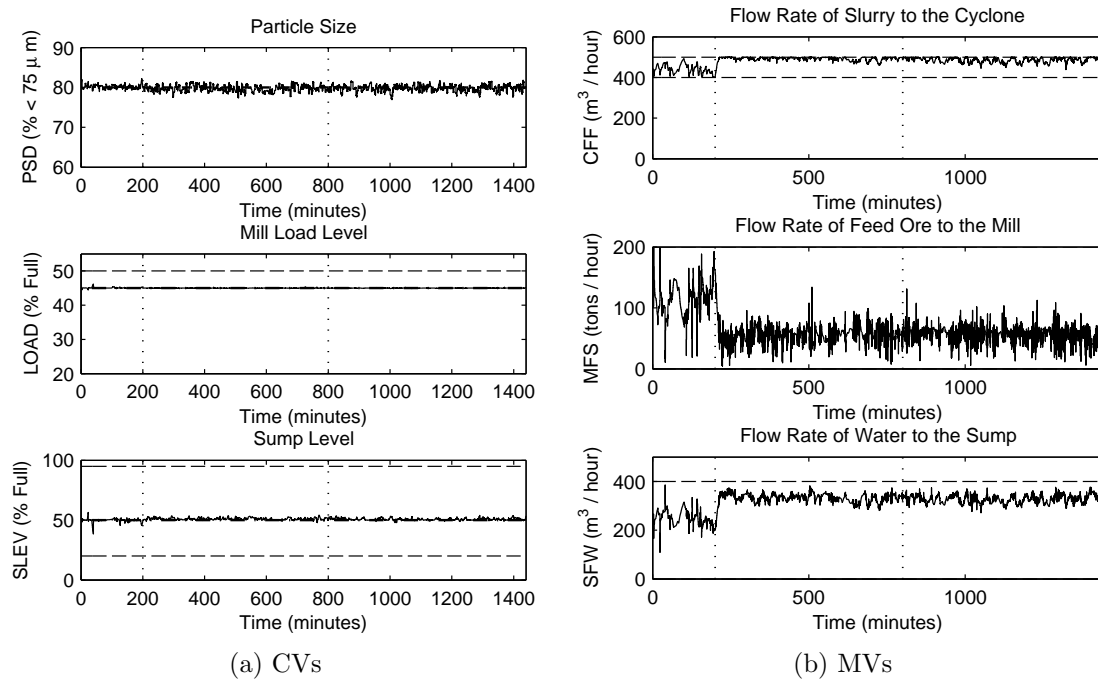 Particle Size
90
80
70
60
PSD (% < 75 μ m)
0 200 400 600 800 1000 1200 1400
Time (minutes)
Mill Load Level
50
40
30
20
LOAD (% Full)
0 200 400 600 800 1000 1200 1400
Time (minutes)
Sump Level
100
50
0
SLEV (% Full)
0 200 400 600 800 1000 1200 1400
Time (minutes)
(a) CVs
Flow Rate of Slurry to the Cyclone
600
400
200
0
CFF (m³ / hour)
0 500 1000
Time (minutes)
Flow Rate of Feed Ore to the Mill
200
100
0
MFS (tons / hour)
0 500 1000
Time (minutes)
Flow Rate of Water to the Sump
400
200
0
SFW (m³ / hour)
0 500 1000
Time (minutes)
(b) MVs